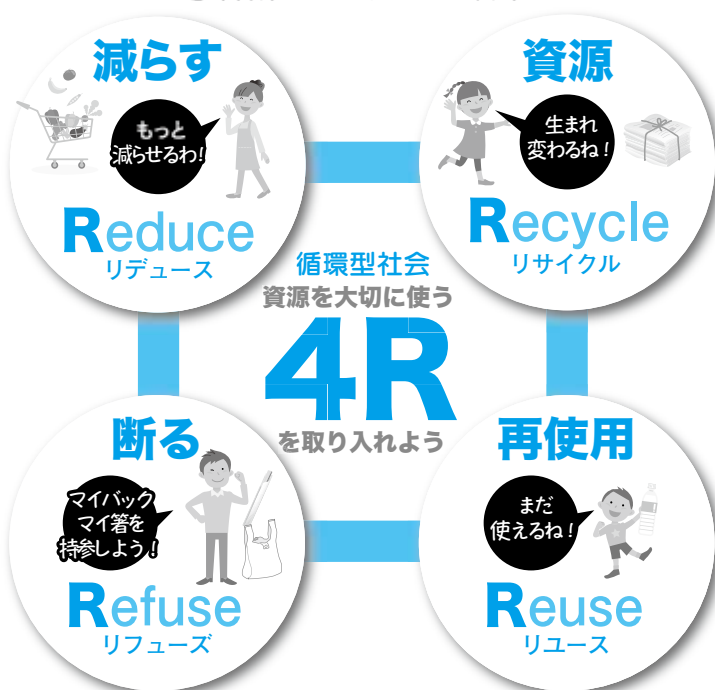 減らす
もっと
減らせるわ!
Reduce
リデュース
資源
生まれ
変わるね!
Recycle
リサイクル
循環型社会
資源を大切に使う
4R
を取り入れよう
断る
マイバック
マイ箸を
持参しよう!
Refuse
リフューズ
再使用
まだ
使えるね!
Reuse
リユース